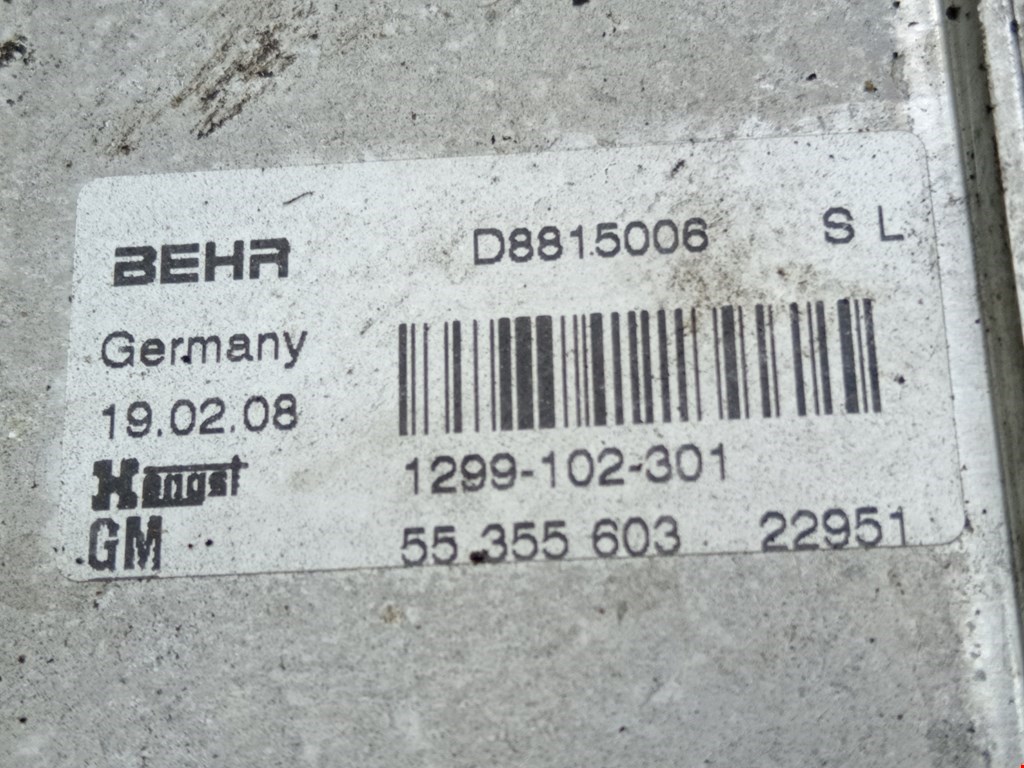 BEHR D8815006 S L
Germany
19.02.08
Hengst 1299-102-301
GM 55 355 603 22951